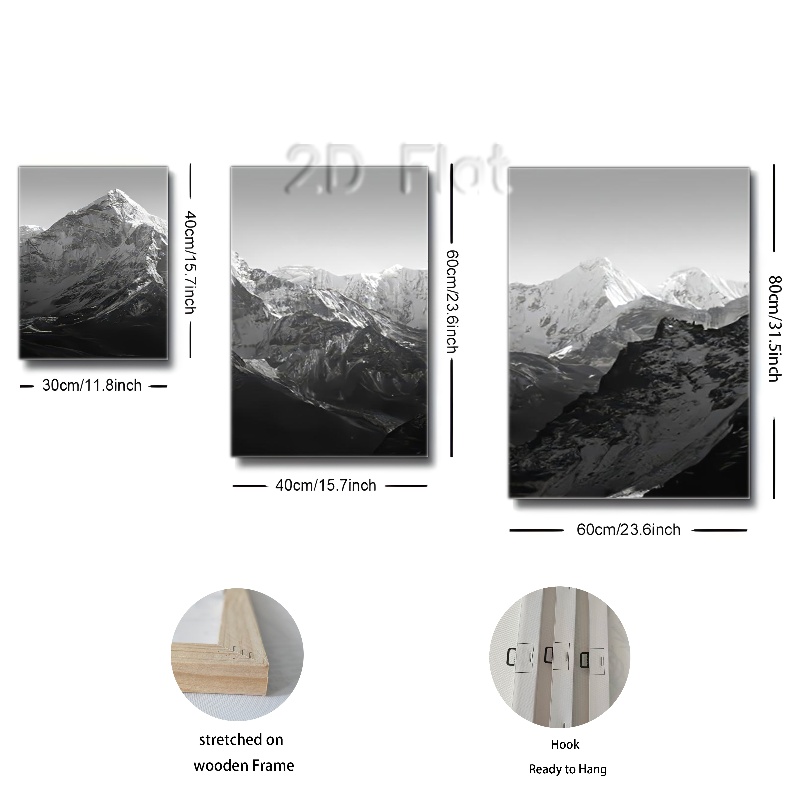 2D Flat
40cm/15.7inch
30cm/11.8inch
60cm/23.6inch
40cm/15.7inch
80cm/31.5inch
60cm/23.6inch
stretched on
wooden Frame
Hook
Ready to Hang